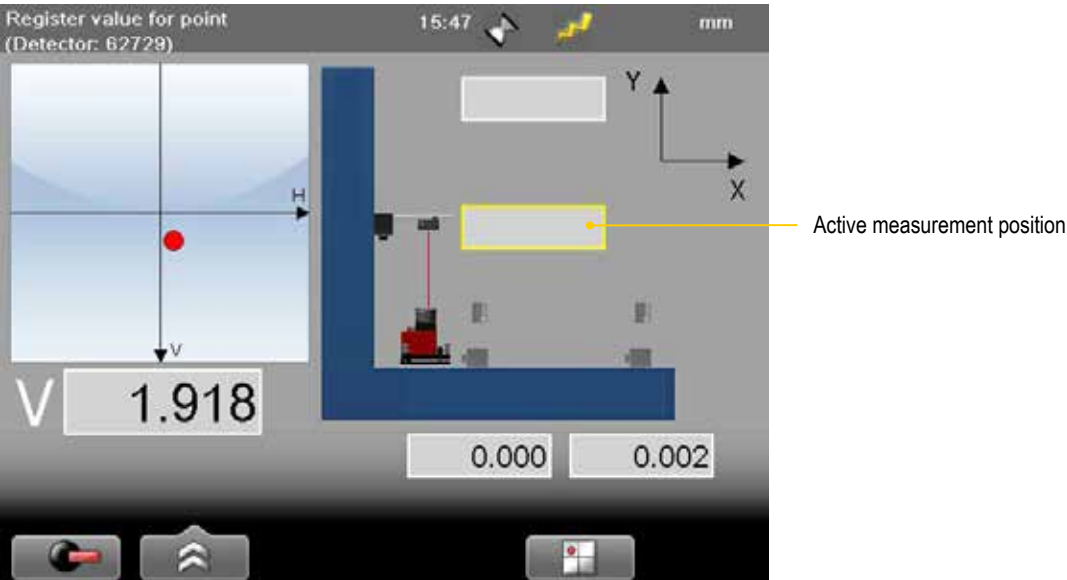 Register value for point
(Detector: 62729)
15:47
mm
Y
X
H
V
Active measurement position
V 1.918
0.000 0.002